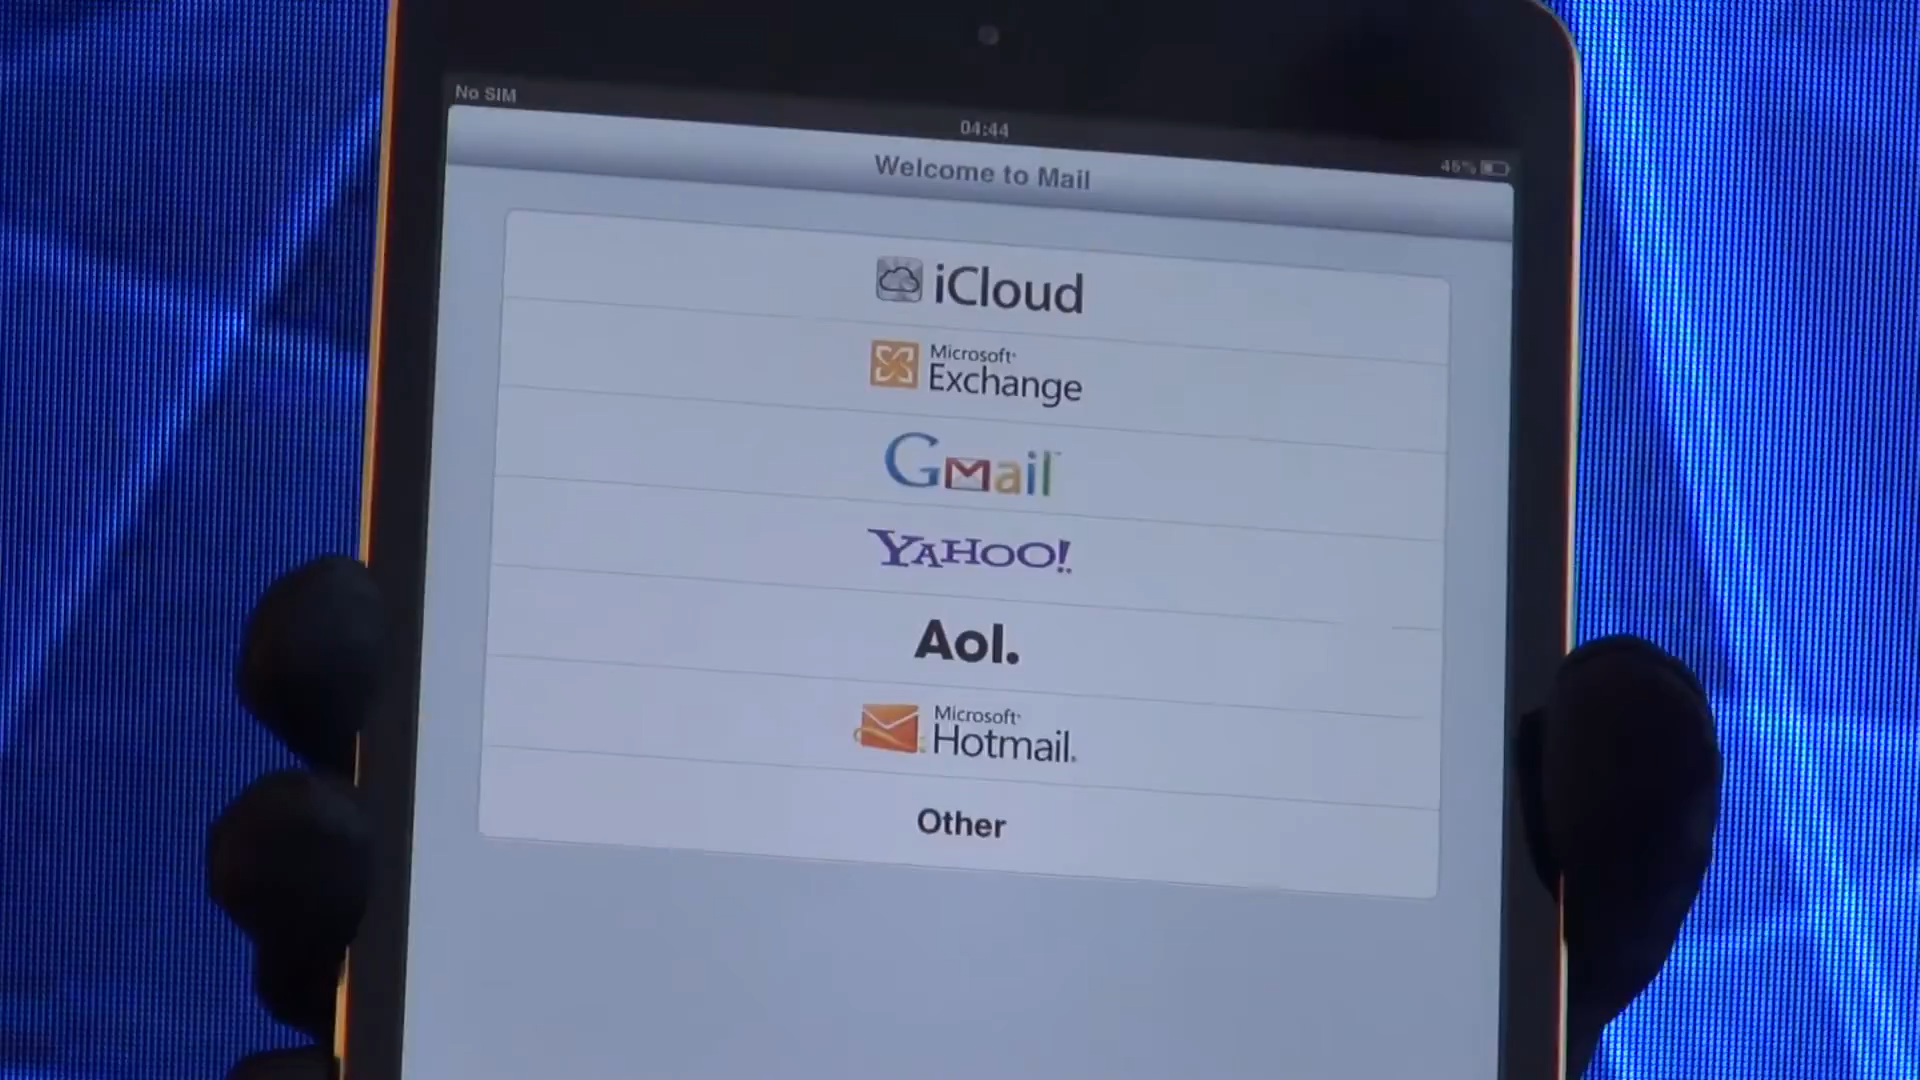 No SIM
04:44
45%
Welcome to Mail
iCloud
Microsoft
Exchange
Gmail
YAHOO!
Aol.
Microsoft
Hotmail
Other